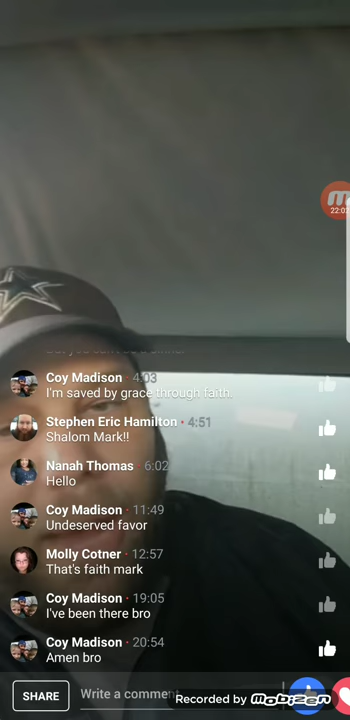 22:02
Coy Madison · 4:03
I'm saved by grace through faith.
Stephen Eric Hamilton • 4:51
Shalom Mark!!
Nanah Thomas 6:02
Hello
Coy Madison · 11:49
Undeserved favor
Molly Cotner · 12:57
That's faith mark
Coy Madison • 19:05
I've been there bro
Coy Madison • 20:54
Amen bro
SHARE
Write a comment
Recorded by Mobizen